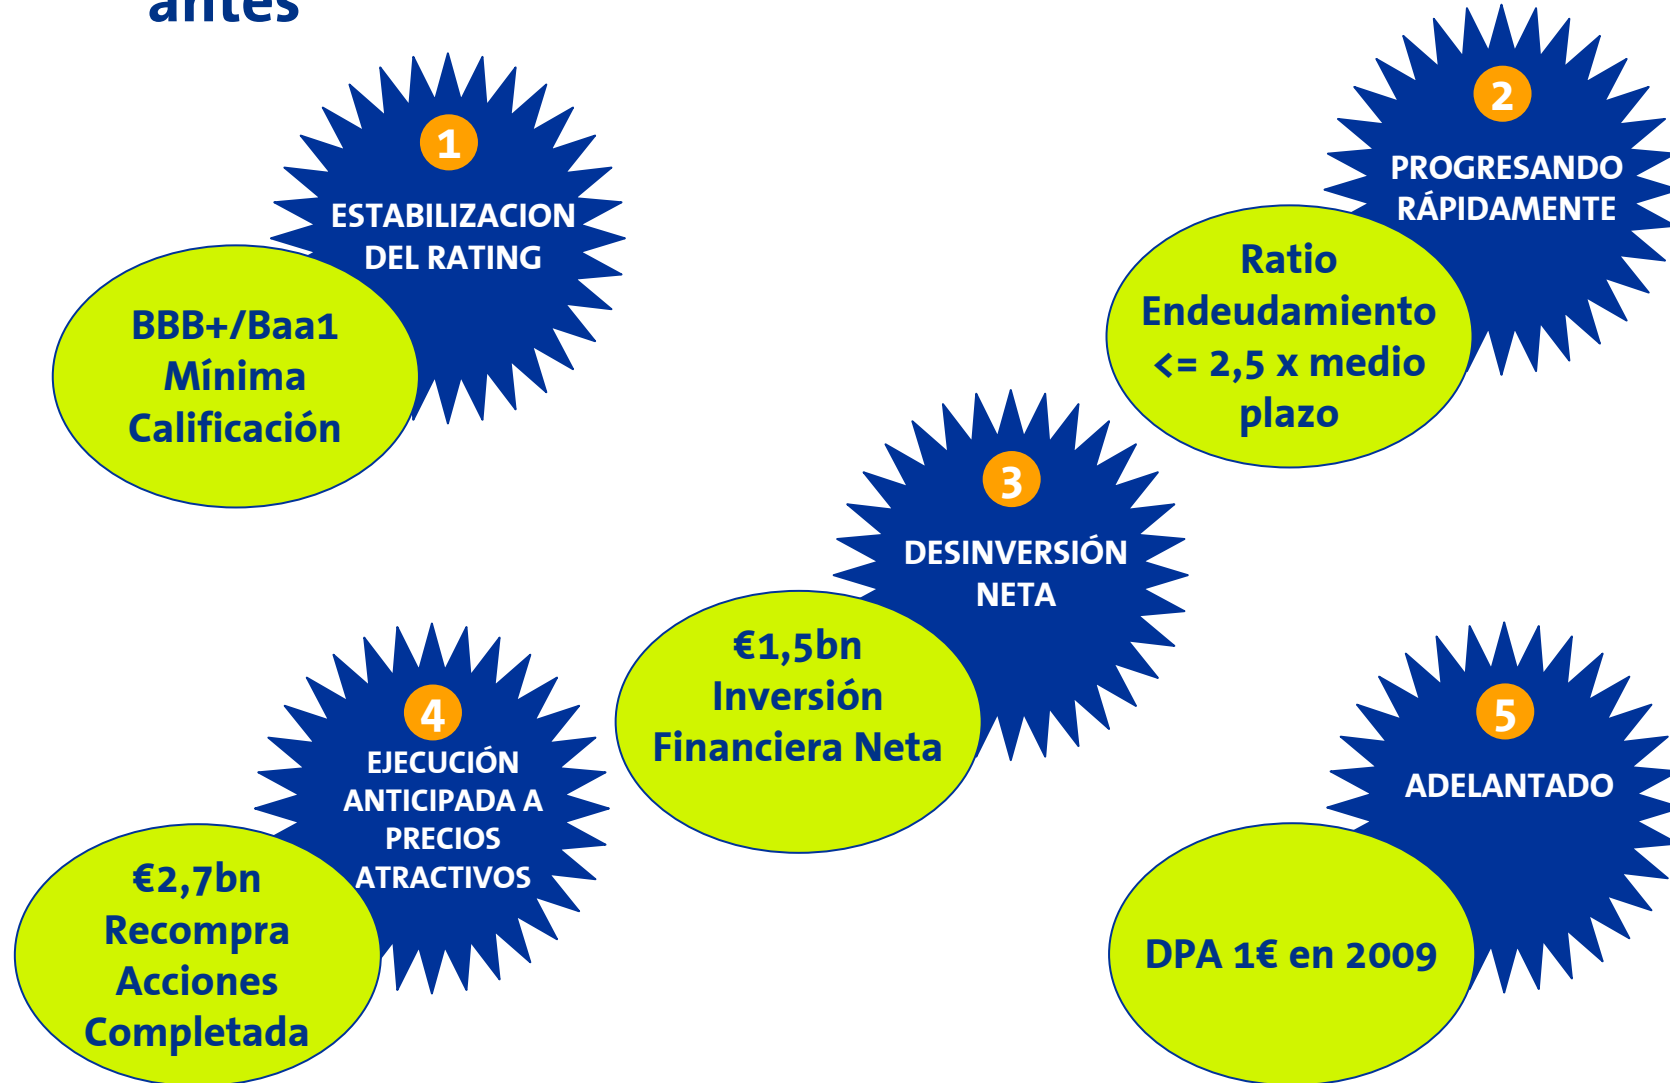 antes
1
ESTABILIZACION
DEL RATING
BBB+/Baa1
Mínima
Calificación
2
PROGRESANDO
RÁPIDAMENTE
Ratio
Endeudamiento
<= 2,5 x medio
plazo
3
DESINVERSIÓN
NETA
€1,5bn
Inversión
Financiera Neta
4
EJECUCIÓN
ANTICIPADA A
PRECIOS
ATRACTIVOS
€2,7bn
Recompra
Acciones
Completada
5
ADELANTADO
DPA 1€ en 2009